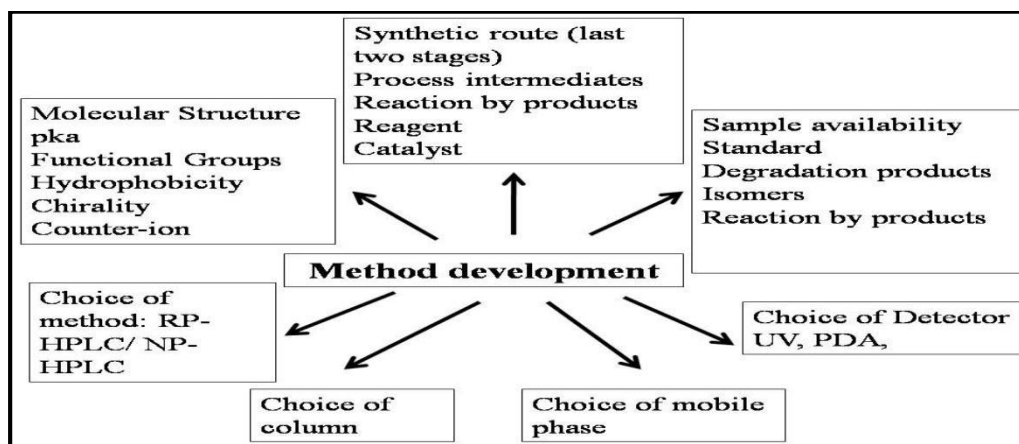 Synthetic route (last
two stages)
Process intermediates
Reaction by products
Reagent
Catalyst
Molecular Structure
pka
Functional Groups
Hydrophobicity
Chirality
Counter-ion
Sample availability
Standard
Degradation products
Isomers
Reaction by products
Method development
Choice of
method: RP-
HPLC/ NP-
HPLC
Choice of Detector
UV, PDA,
Choice of
column
Choice of mobile
phase